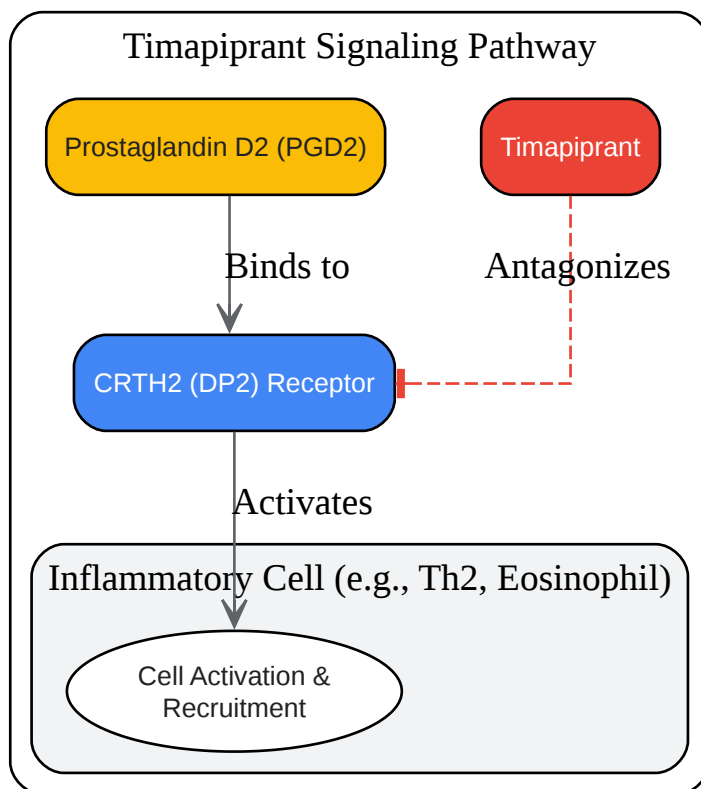 Timapiprant Signaling Pathway
Prostaglandin D2 (PGD2)
Timapiprant
Binds to
Antagonizes
CRTH2 (DP2) Receptor
Activates
Inflammatory Cell (e.g., Th2, Eosinophil)
Cell Activation &
Recruitment